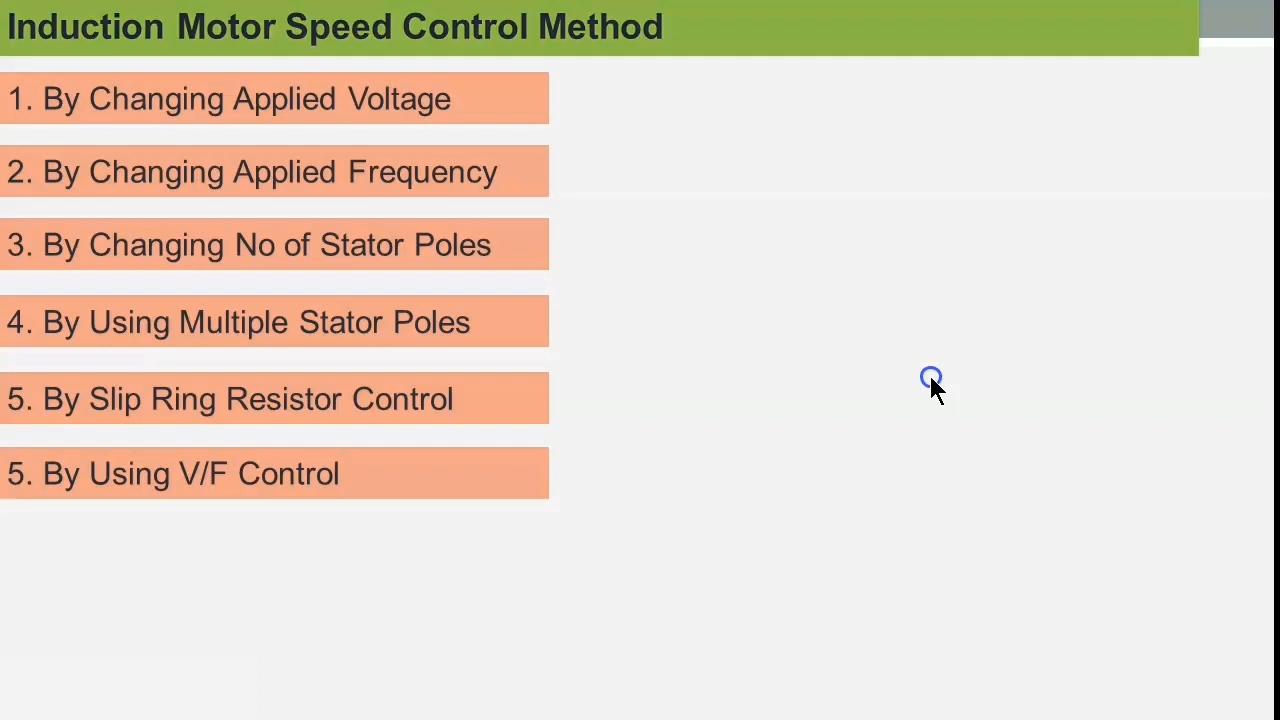 Induction Motor Speed Control Method
1. By Changing Applied Voltage
2. By Changing Applied Frequency
3. By Changing No of Stator Poles
4. By Using Multiple Stator Poles
5. By Slip Ring Resistor Control
5. By Using V/F Control